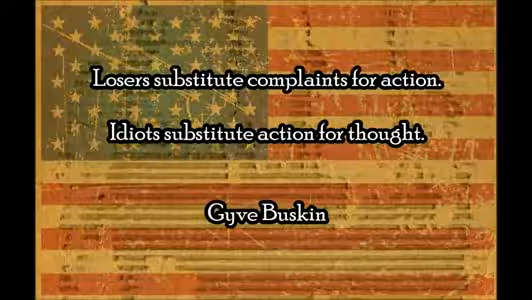 Losers substitute complaints for action.
Idiots substitute action for thought.
Gyve Buskin